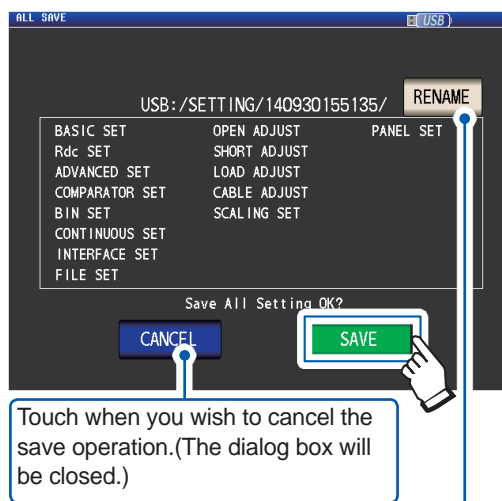 ALL SAVE
USB
USB:/SETTING/140930155135/
RENAME
BASIC SET OPEN ADJUST PANEL SET
Rdc SET SHORT ADJUST
ADVANCED SET LOAD ADJUST
COMPARATOR SET CABLE ADJUST
BIN SET SCALING SET
CONTINUOUS SET
INTERFACE SET
FILE SET
Save All Setting OK?
CANCEL SAVE
Touch when you wish to cancel the
save operation.(The dialog box will
be closed.)